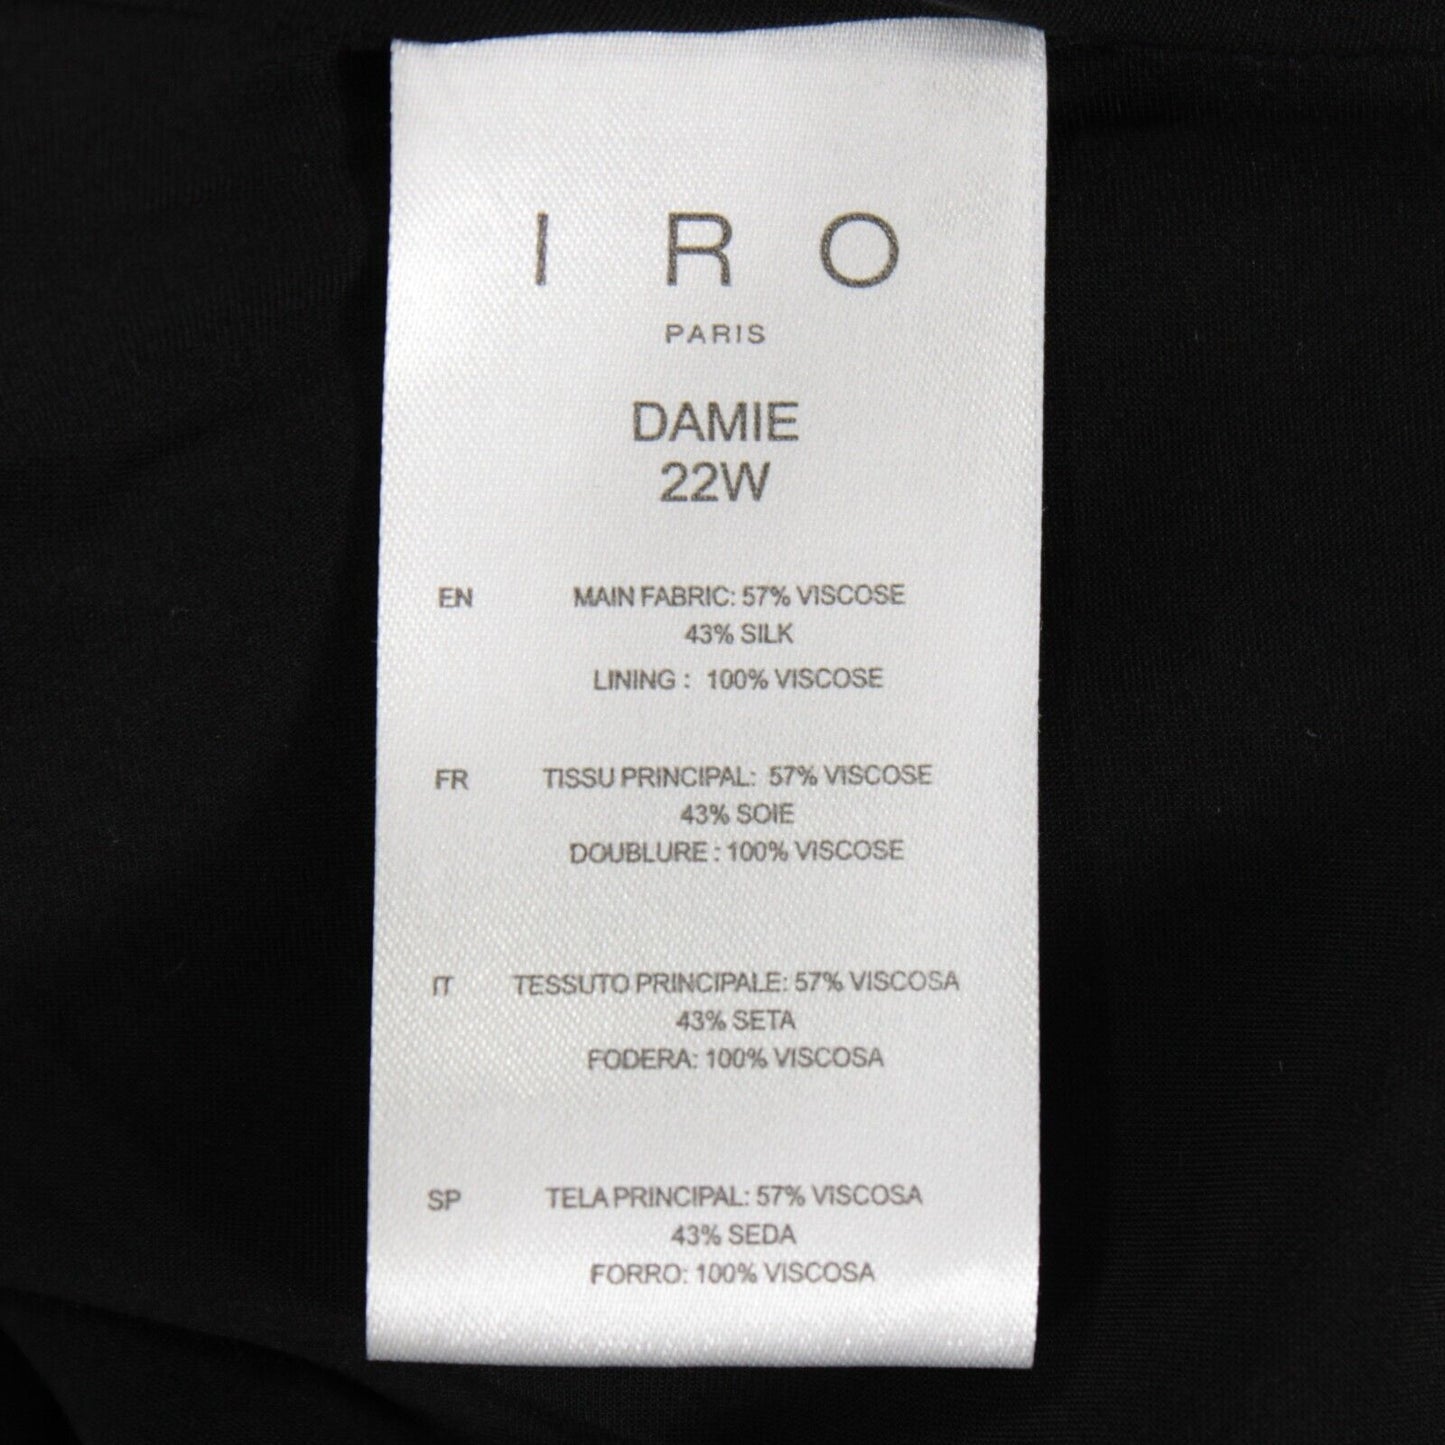 I R O
PARIS
DAMIE
22W
EN MAIN FABRIC: 57% VISCOSE
43% SILK
LINING : 100% VISCOSE
FR TISSU PRINCIPAL: 57% VISCOSE
43% SOIE
DOUBLURE : 100% VISCOSE
IT TESSUTO PRINCIPALE: 57% VISCOSA
43% SETA
FODERA: 100% VISCOSA
SP TELA PRINCIPAL: 57% VISCOSA
43% SEDA
FORRO: 100% VISCOSA